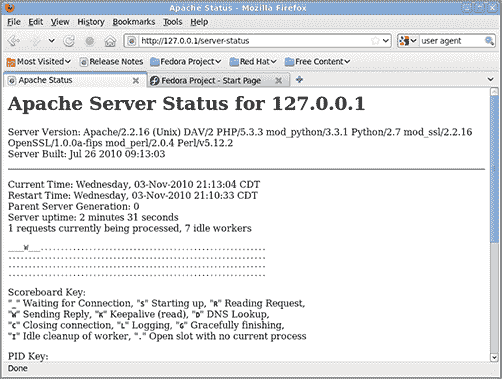 Apache Status - Mozilla Firefox
File Edit View History Bookmarks Tools Help
http://127.0.0.1/server-status user agent
Most Visited Release Notes Fedora Project Red Hat Free Content
Apache Status Fedora Project - Start Page
Apache Server Status for 127.0.0.1
Server Version: Apache/2.2.16 (Unix) DAV/2 PHP/5.3.3 mod_python/3.3.1 Python/2.7 mod_ssl/2.2.16
OpenSSL/1.0.0a-fips mod_perl/2.0.4 Perl/v5.12.2
Server Built: Jul 26 2010 09:13:03
Current Time: Wednesday, 03-Nov-2010 21:13:04 CDT
Restart Time: Wednesday, 03-Nov-2010 21:10:33 CDT
Parent Server Generation: 0
Server uptime: 2 minutes 31 seconds
1 requests currently being processed, 7 idle workers
___W____........................................................
................................................................
................................................................
................................................................
Scoreboard Key:
"_" Waiting for Connection, "S" Starting up, "R" Reading Request,
"W" Sending Reply, "K" Keepalive (read), "D" DNS Lookup,
"C" Closing connection, "L" Logging, "G" Gracefully finishing,
"I" Idle cleanup of worker, "." Open slot with no current process
PID Key:
Done